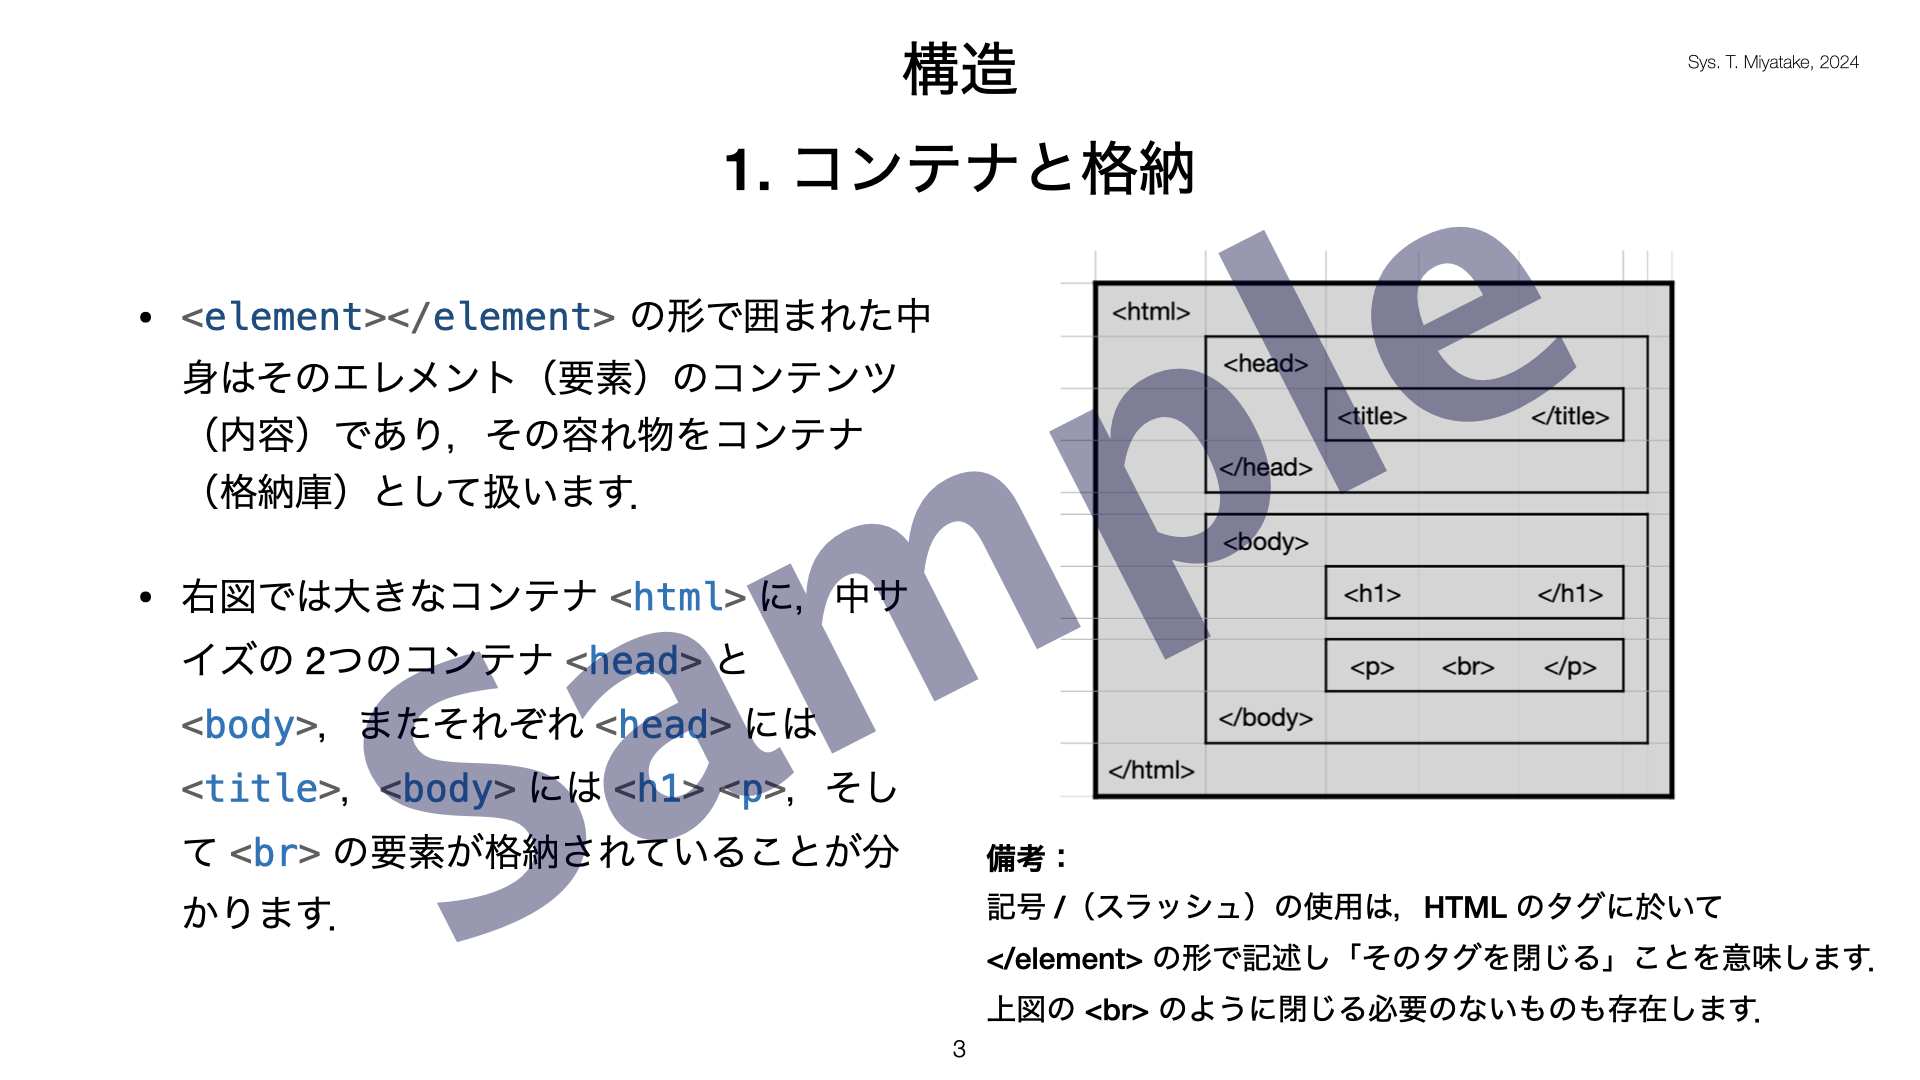 構造
Sys. T. Miyatake, 2024
1. コンテナと格納
• <element></element> の形で囲まれた中
身はそのエレメント（要素）のコンテンツ
（内容）であり，その容れ物をコンテナ
（格納庫）として扱います．
• 右図では大きなコンテナ <html> に，中サ
イズの 2つのコンテナ <head> と
<body>，またそれぞれ <head> には
<title>，<body> には <h1> <p>，そし
て <br> の要素が格納されていることが分
かります．
<html>
<head>
<title> </title>
</head>
<body>
<h1> </h1>
<p> <br> </p>
</body>
</html>
備考：
記号 /（スラッシュ）の使用は，HTML のタグに於いて
</element> の形で記述し「そのタグを閉じる」ことを意味します．
上図の <br> のように閉じる必要のないものも存在します．
3
Sample